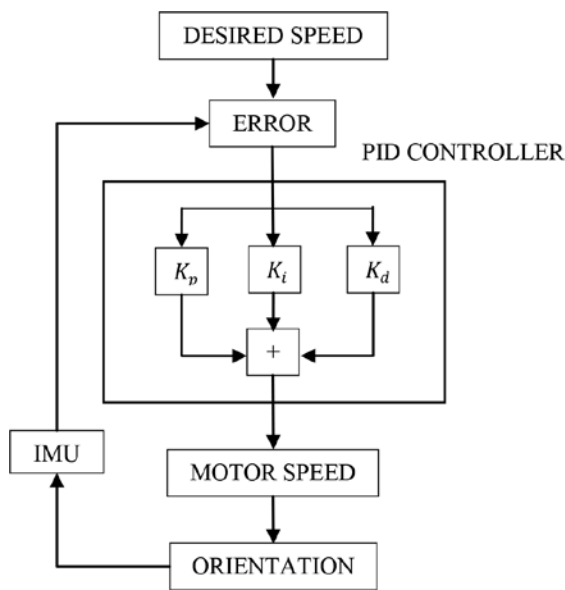 DESIRED SPEED
ERROR
PID CONTROLLER
K_p
K_i
K_d
+
IMU
MOTOR SPEED
ORIENTATION